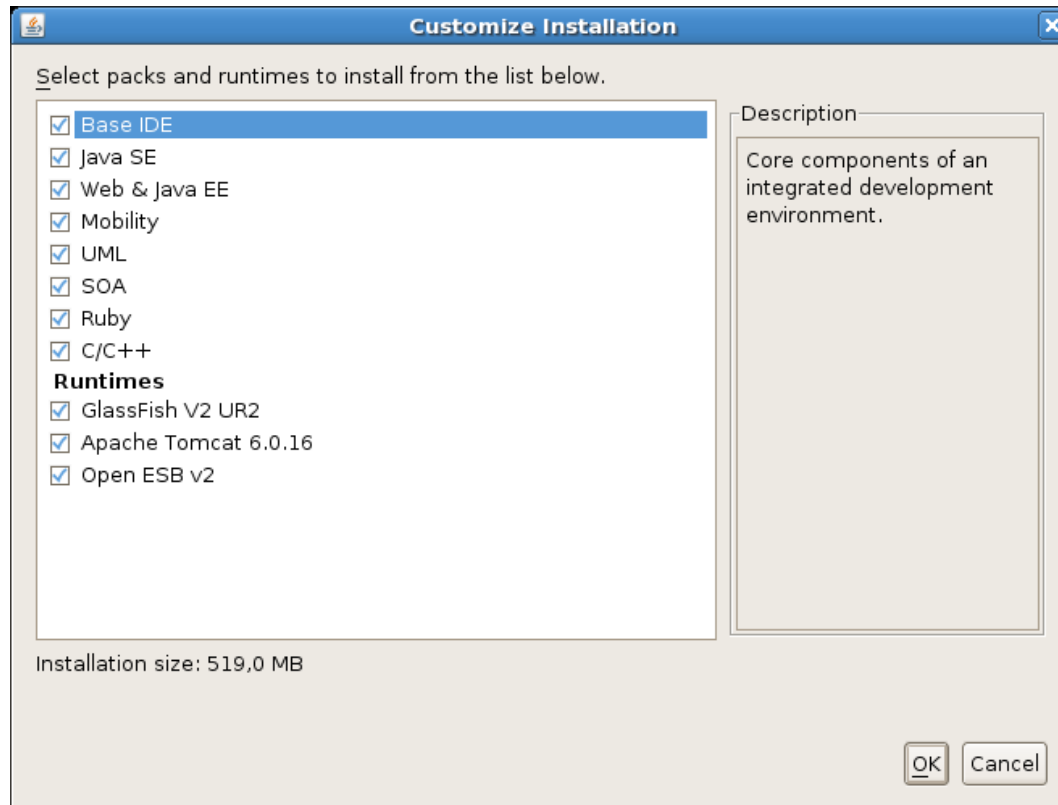 Customize Installation
Select packs and runtimes to install from the list below.
Base IDE
Java SE
Web & Java EE
Mobility
UML
SOA
Ruby
C/C++
Runtimes
GlassFish V2 UR2
Apache Tomcat 6.0.16
Open ESB v2
Description
Core components of an
integrated development
environment.
Installation size: 519,0 MB
OK
Cancel